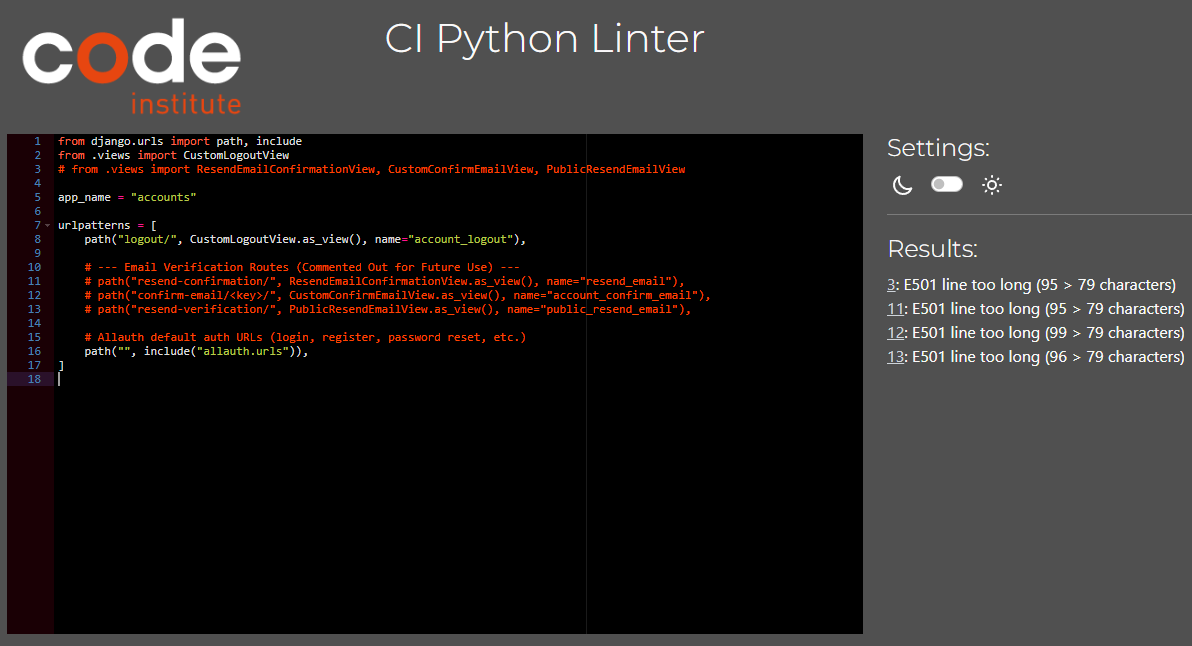 code
institute
CI Python Linter
1 from django.urls import path, include
2 from .views import CustomLogoutView
3 # from .views import ResendEmailConfirmationView, CustomConfirmEmailView, PublicResendEmailView
4
5 app_name = "accounts"
6
7 urlpatterns = [
8     path("logout/", CustomLogoutView.as_view(), name="account_logout"),
9
10     # --- Email Verification Routes (Commented Out for Future Use) ---
11     # path("resend-confirmation/", ResendEmailConfirmationView.as_view(), name="resend_email"),
12     # path("confirm-email/<key>/", CustomConfirmEmailView.as_view(), name="account_confirm_email"),
13     # path("resend-verification/", PublicResendEmailView.as_view(), name="public_resend_email"),
14
15     # Allauth default auth URLs (login, register, password reset, etc.)
16     path("", include("allauth.urls")),
17 ]
18
Settings:
Results:
3: E501 line too long (95 > 79 characters)
11: E501 line too long (95 > 79 characters)
12: E501 line too long (99 > 79 characters)
13: E501 line too long (96 > 79 characters)